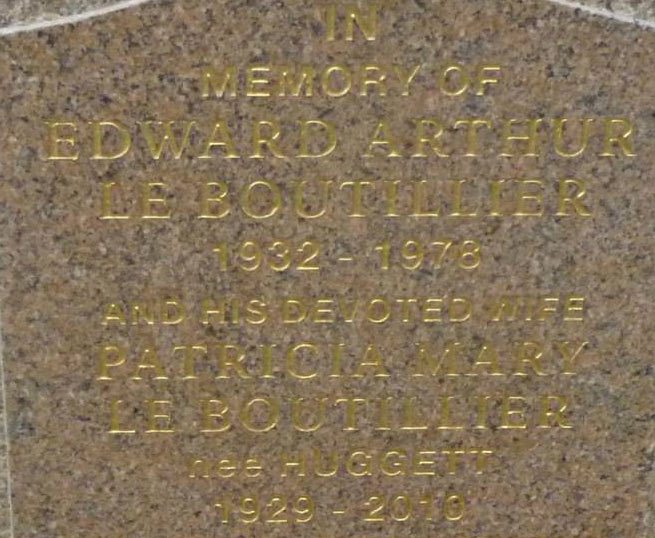 IN
MEMORY OF
EDWARD ARTHUR
LE BOUTILLIER
1932 - 1978
AND HIS DEVOTED WIFE
PATRICIA MARY
LE BOUTILLIER
nee HUGGETT
1929 - 2010